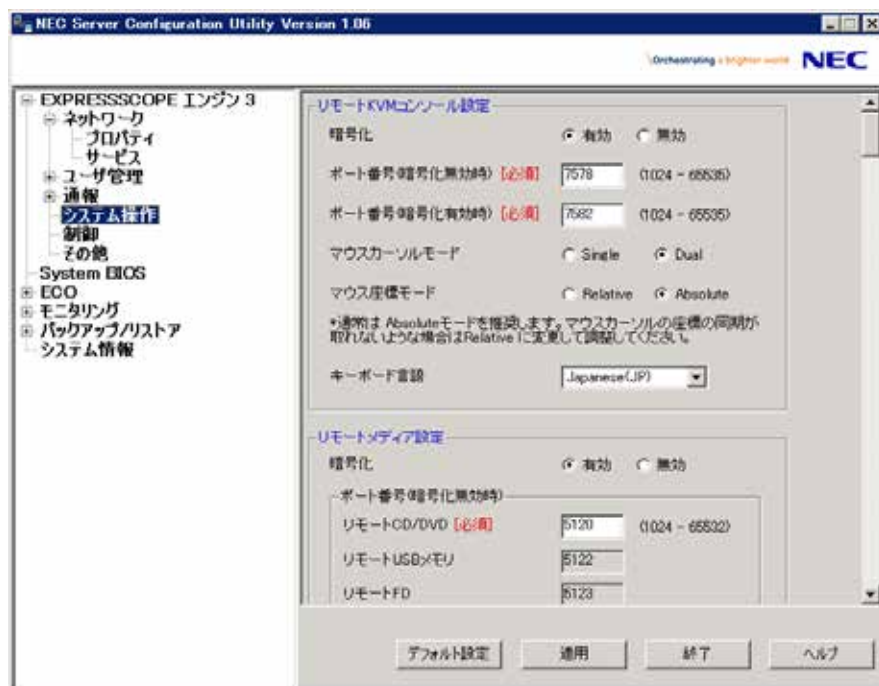 NEC Server Configuration Utility Version 1.06
Orchestrating a brighter world NEC
EXPRESSSCOPE エンジン 3
ネットワーク
プロパティ
サービス
ユーザ管理
通報
システム操作
制御
その他
System BIOS
ECO
モニタリング
バックアップ/リストア
システム情報
リモートKVMコンソール設定
暗号化 有効 無効
ポート番号(暗号化無効時) [必須] 7578 (1024 - 65535)
ポート番号(暗号化有効時) [必須] 7582 (1024 - 65535)
マウスカーソルモード Single Dual
マウス座標モード Relative Absolute
*通常は Absoluteモードを推奨します。マウスカーソルの座標の同期が
取れないような場合はRelative に変更して調整してください。
キーボード言語 Japanese(JP)
リモートメディア設定
暗号化 有効 無効
ポート番号(暗号化無効時)
リモートCD/DVD [必須] 5120 (1024 - 65532)
リモートUSBメモリ 5122
リモートFD 5123
デフォルト設定 適用 終了 ヘルプ